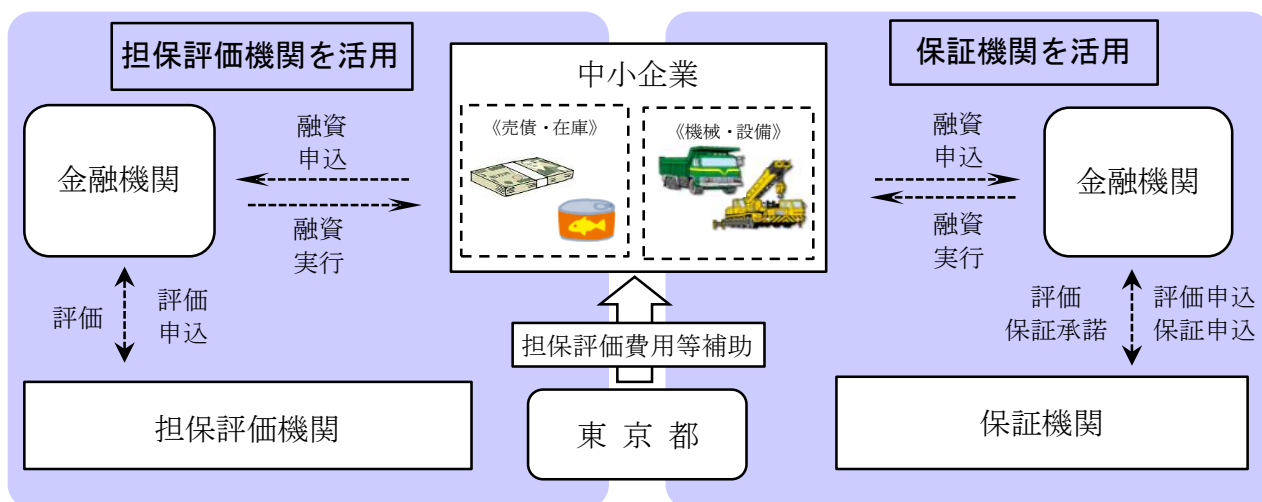 担保評価機関を活用
金融機関
融資
申込
融資
実行
評価
評価
申込
担保評価機関
中小企業
《売債・在庫》
《機械・設備》
担保評価費用等補助
東 京 都
保証機関を活用
融資
申込
融資
実行
金融機関
評価
保証承諾
評価申込
保証申込
保証機関